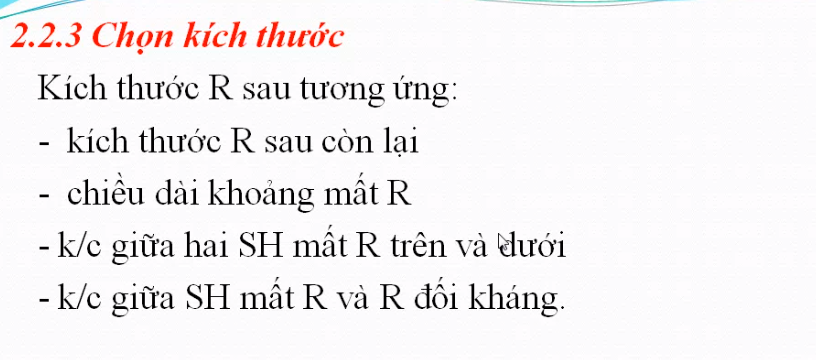 2.2.3 Chọn kích thước
Kích thước R sau tương ứng:
- kích thước R sau còn lại
- chiều dài khoảng mất R
- k/c giữa hai SH mất R trên và dưới
- k/c giữa SH mất R và R đối kháng.